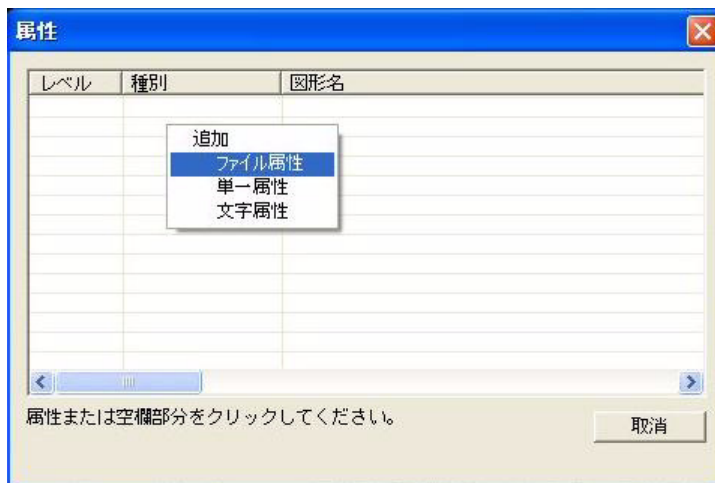 属性
レベル 種別 図形名
追加
ファイル属性
単一属性
文字属性
属性または空欄部分をクリックしてください。
取消